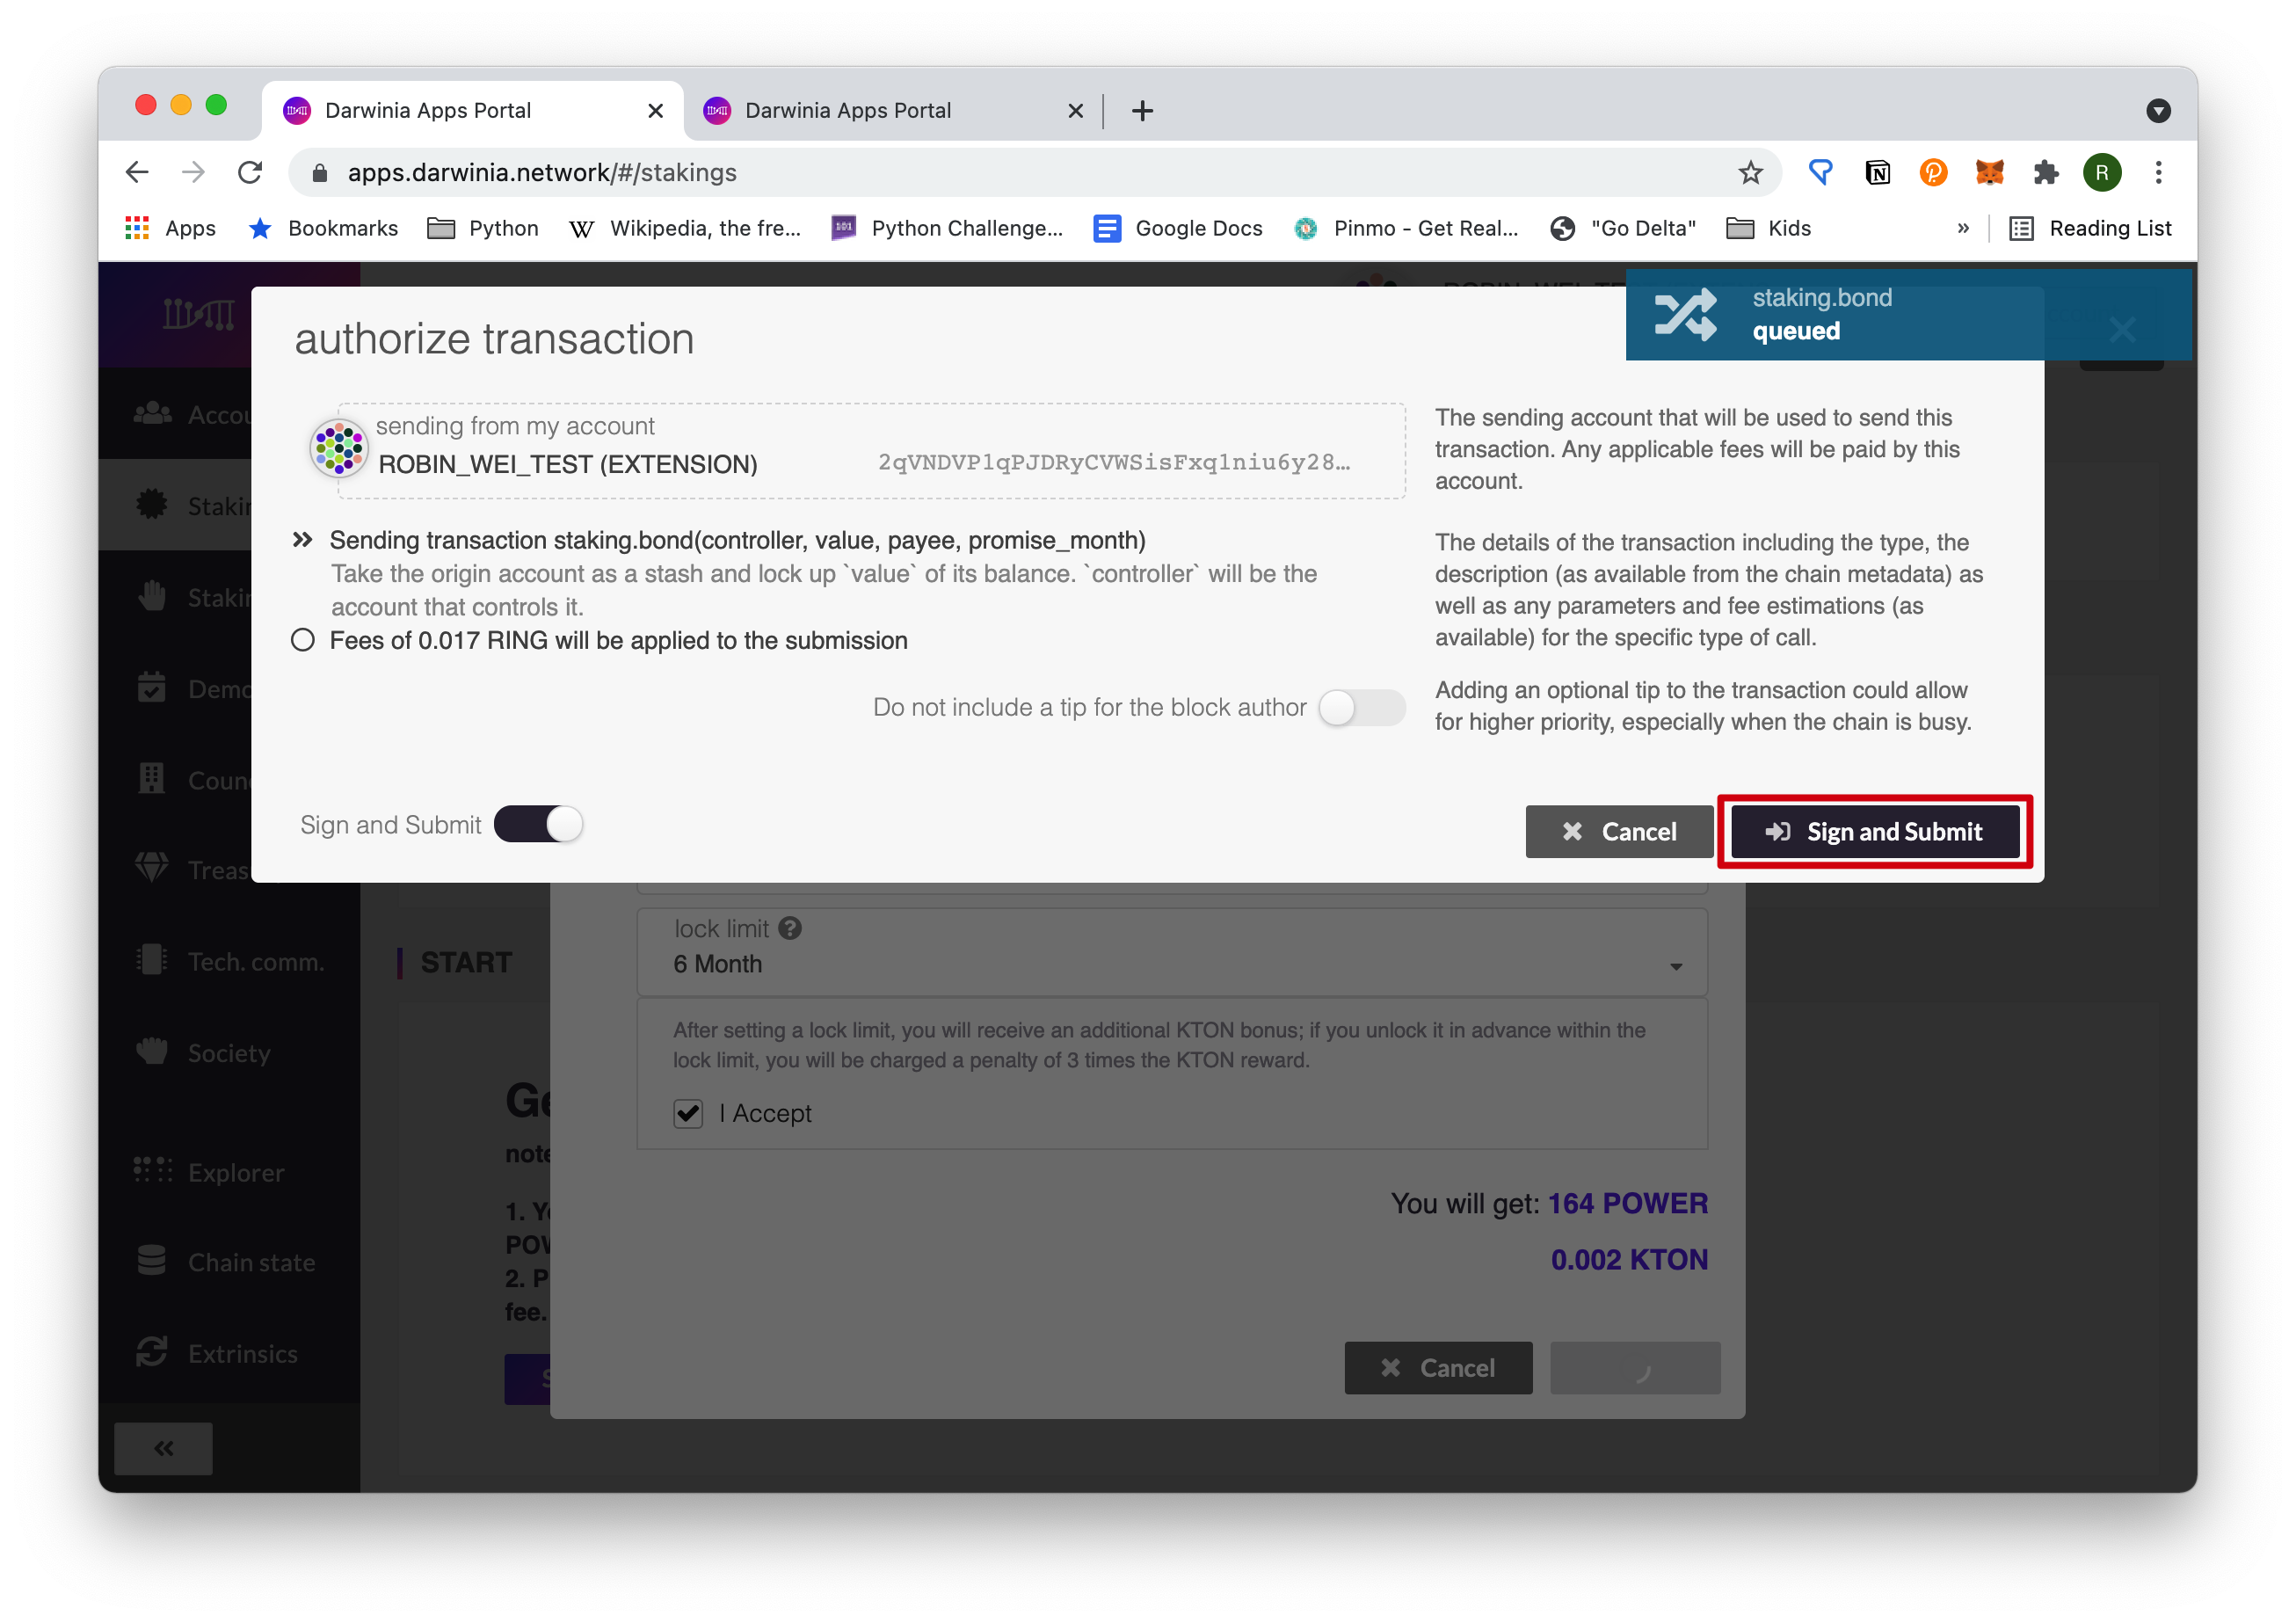 Darwinia Apps Portal
Darwinia Apps Portal
apps.darwinia.network/#/stakings
R
Apps
Bookmarks
Python
Wikipedia, the fre...
Python Challenge...
Google Docs
Pinmo - Get Real...
"Go Delta"
Kids
»
Reading List
staking.bond
queued
authorize transaction
sending from my account
ROBIN_WEI_TEST (EXTENSION)
2qVNDVP1qPJDRyCVWSisFxq1niu6y28…
The sending account that will be used to send this
transaction. Any applicable fees will be paid by this
account.
Sending transaction staking.bond(controller, value, payee, promise_month)
Take the origin account as a stash and lock up `value` of its balance. `controller` will be the
account that controls it.
Fees of 0.017 RING will be applied to the submission
The details of the transaction including the type, the
description (as available from the chain metadata) as
well as any parameters and fee estimations (as
available) for the specific type of call.
Do not include a tip for the block author
Adding an optional tip to the transaction could allow
for higher priority, especially when the chain is busy.
Sign and Submit
Cancel
Sign and Submit
Accou
Stakin
Stakin
Demo
Counc
Treas
Tech. comm.
Society
Explorer
Chain state
Extrinsics
START
Ge
note
1. Yo
POW
2. P
fee.
lock limit
6 Month
After setting a lock limit, you will receive an additional KTON bonus; if you unlock it in advance within the
lock limit, you will be charged a penalty of 3 times the KTON reward.
I Accept
You will get: 164 POWER
0.002 KTON
Cancel